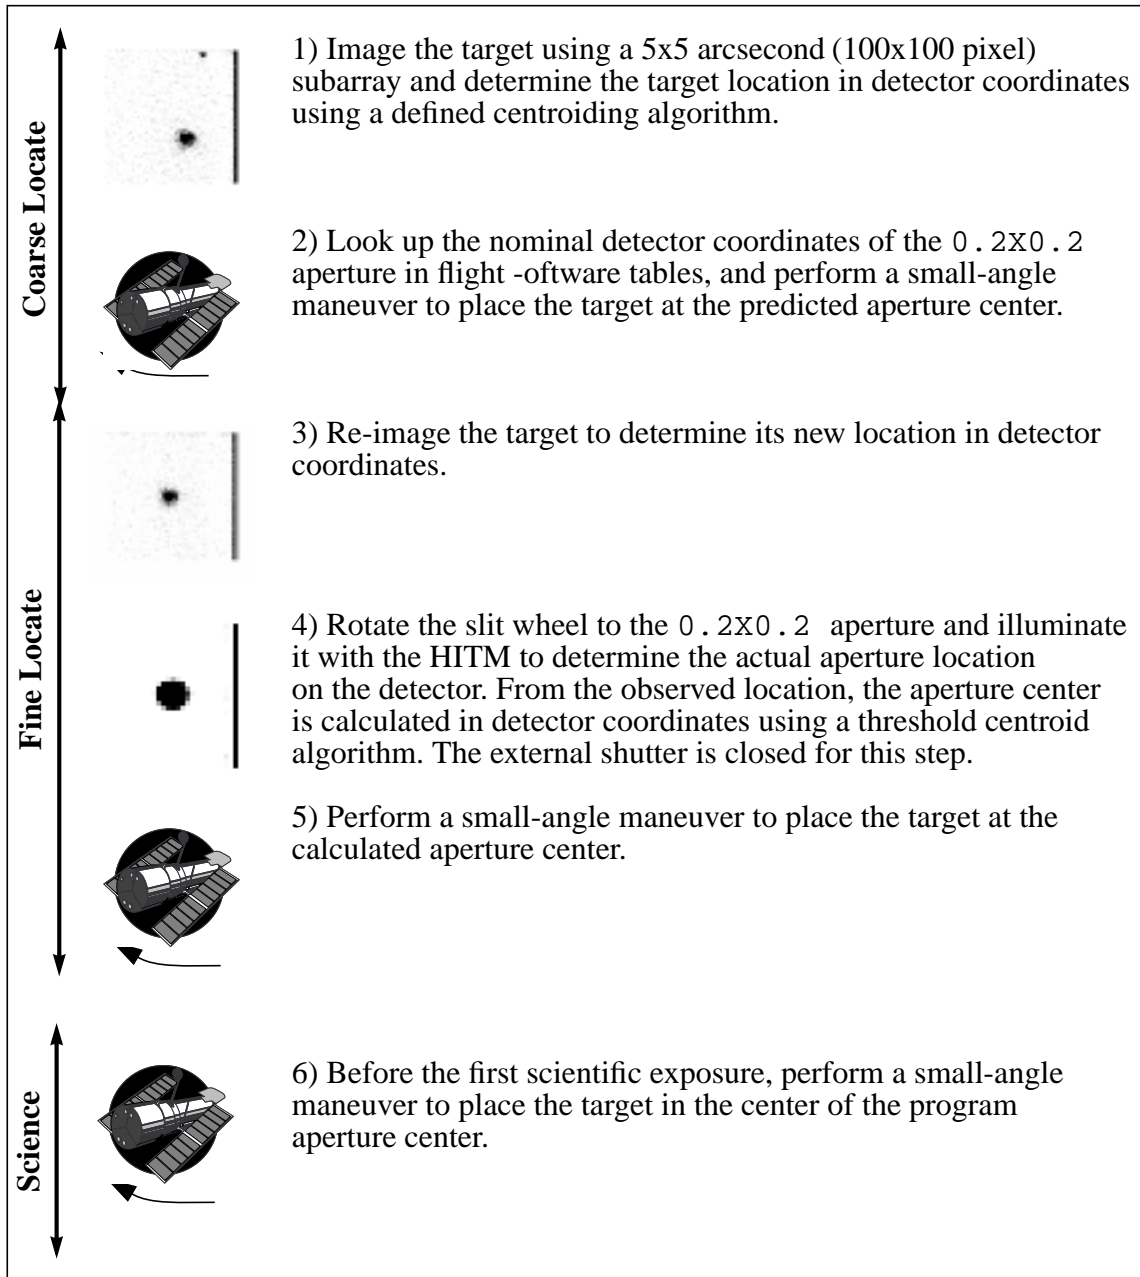 Coarse Locate
1) Image the target using a 5x5 arcsecond (100x100 pixel)
subarray and determine the target location in detector coordinates
using a defined centroiding algorithm.
2) Look up the nominal detector coordinates of the 0.2X0.2
aperture in flight -oftware tables, and perform a small-angle
maneuver to place the target at the predicted aperture center.
Fine Locate
3) Re-image the target to determine its new location in detector
coordinates.
4) Rotate the slit wheel to the 0.2X0.2 aperture and illuminate
it with the HITM to determine the actual aperture location
on the detector. From the observed location, the aperture center
is calculated in detector coordinates using a threshold centroid
algorithm. The external shutter is closed for this step.
5) Perform a small-angle maneuver to place the target at the
calculated aperture center.
Science
6) Before the first scientific exposure, perform a small-angle
maneuver to place the target in the center of the program
aperture center.